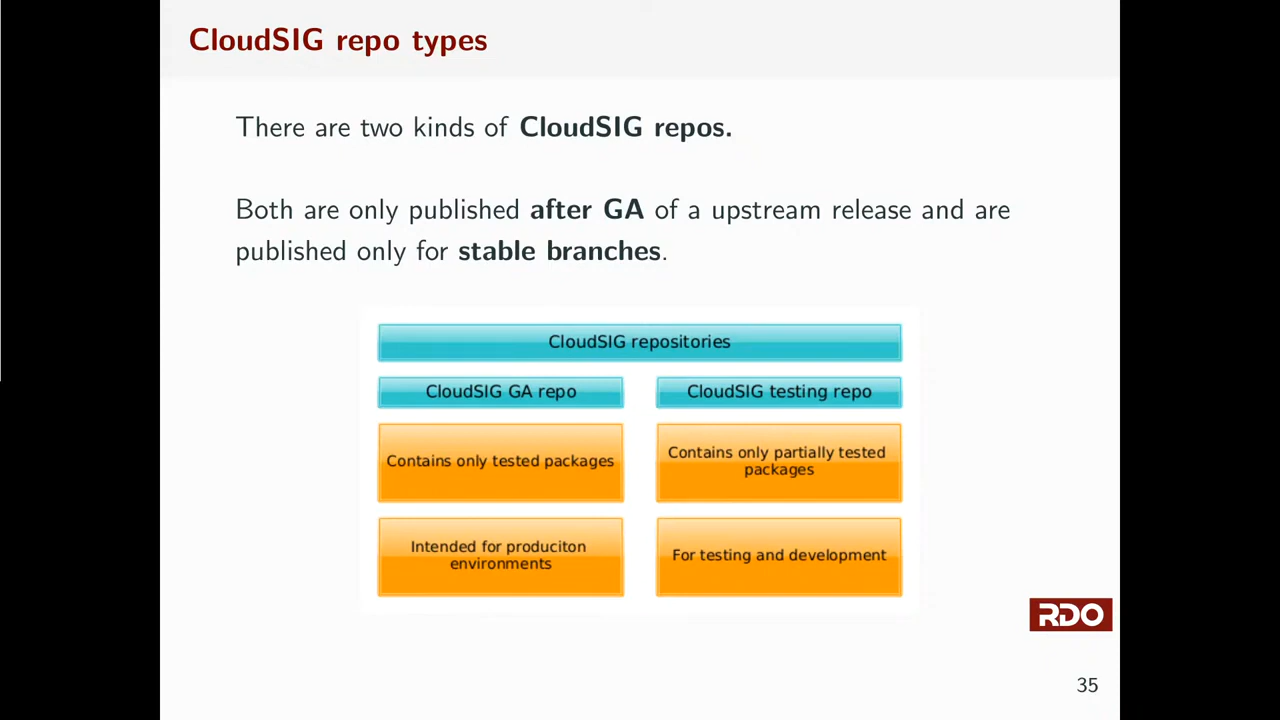 CloudSIG repo types
There are two kinds of CloudSIG repos.
Both are only published after GA of a upstream release and are
published only for stable branches.
CloudSIG repositories
CloudSIG GA repo
CloudSIG testing repo
Contains only tested packages
Contains only partially tested
packages
Intended for produciton
environments
For testing and development
RDO
35